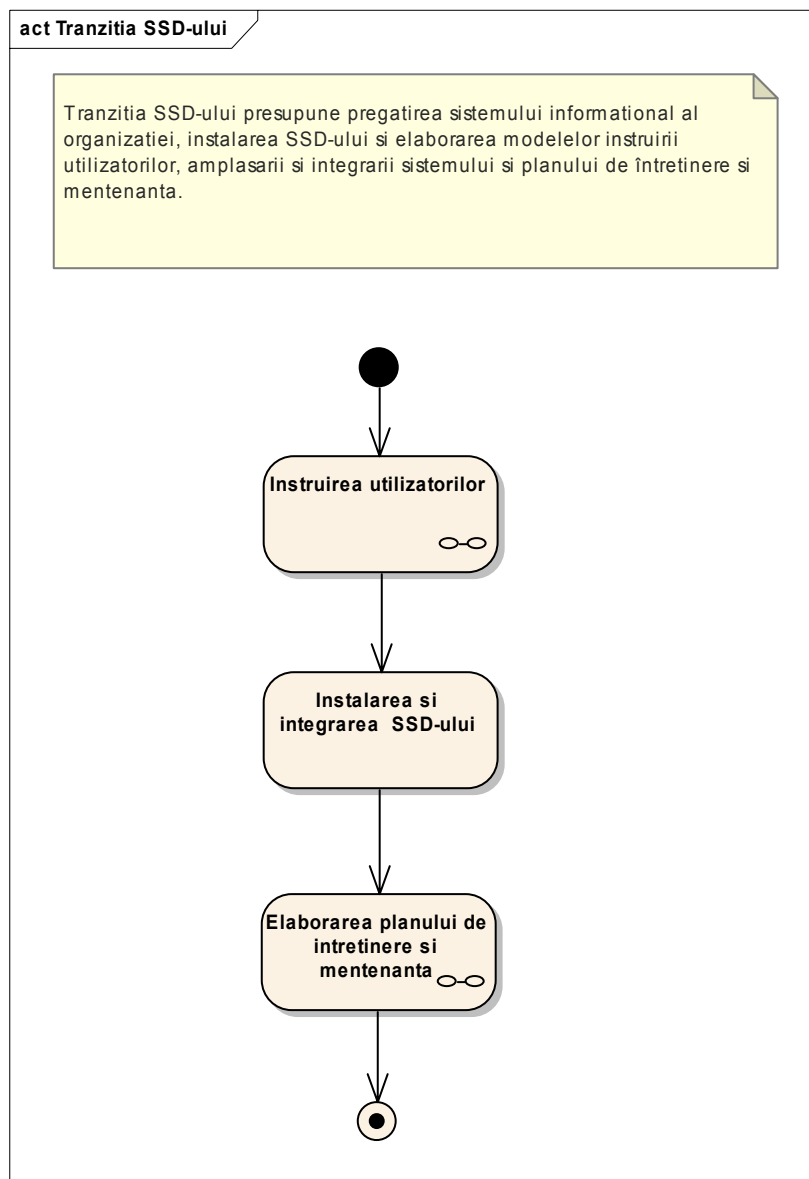 act Tranzitia SSD-ului
Tranzitia SSD-ului presupune pregatirea sistemului informational al
organizatiei, instalarea SSD-ului si elaborarea modelelor instruirii
utilizatorilor, amplasarii si integrarii sistemului si planului de întretinere si
mentenanta.
Instruirea utilizatorilor
Instalarea si
integrarea SSD-ului
Elaborarea planului de
intretinere si
mentenanta